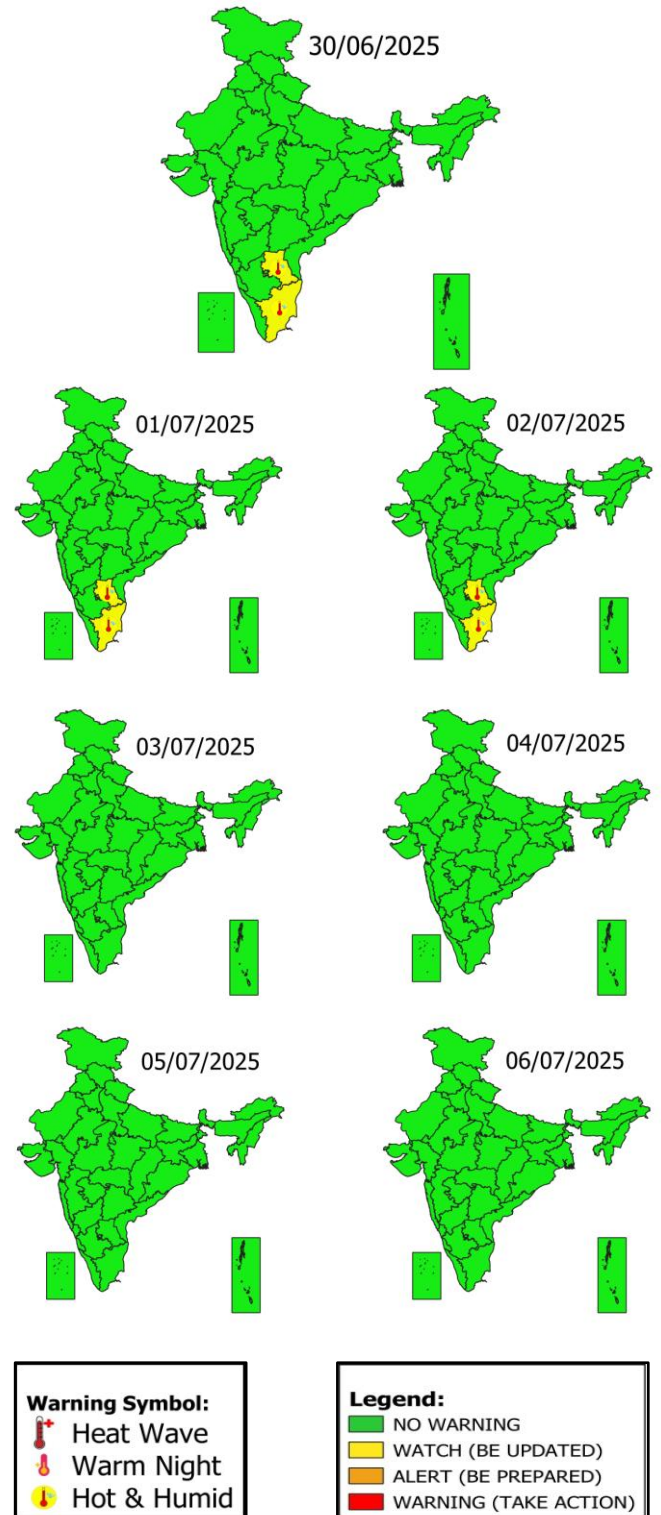 30/06/2025
01/07/2025
02/07/2025
03/07/2025
04/07/2025
05/07/2025
06/07/2025
Warning Symbol:
Heat Wave
Warm Night
Hot & Humid
Legend:
NO WARNING
WATCH (BE UPDATED)
ALERT (BE PREPARED)
WARNING (TAKE ACTION)